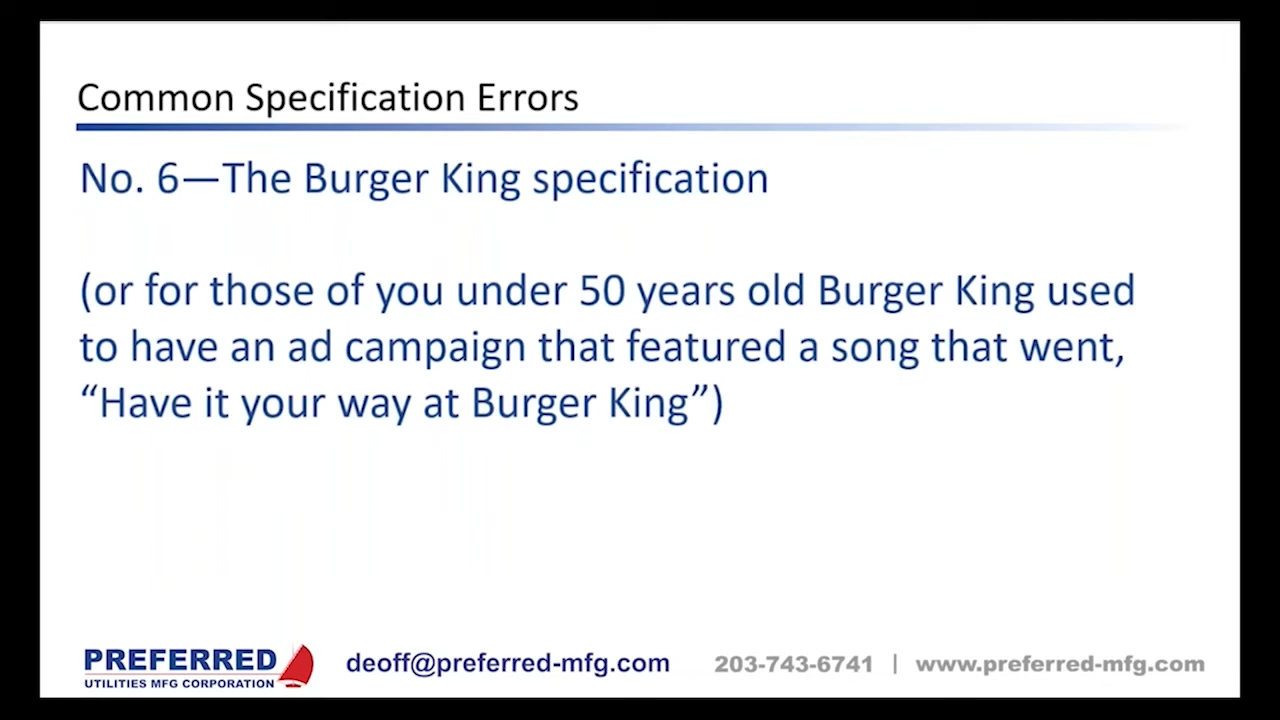 Common Specification Errors
No. 6—The Burger King specification
(or for those of you under 50 years old Burger King used
to have an ad campaign that featured a song that went,
“Have it your way at Burger King”)
PREFERRED
UTILITIES MFG CORPORATION
deoff@preferred-mfg.com
203-743-6741 | www.preferred-mfg.com